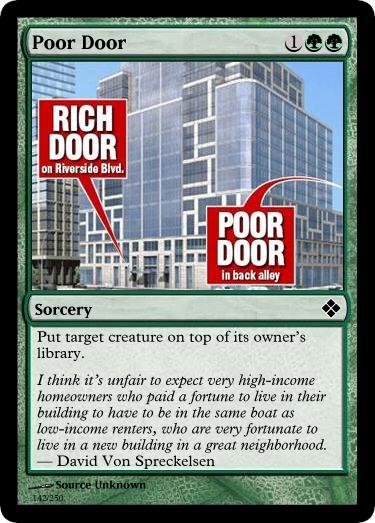 Poor Door 1
RICH
DOOR
on Riverside Blvd.
POOR
DOOR
in back alley
Sorcery
Put target creature on top of its owner's
library.
I think it's unfair to expect very high-income
homeowners who paid a fortune to live in their
building to have to be in the same boat as
low-income renters, who are very fortunate to
live in a new building in a great neighborhood.
— David Von Spreckelsen
Source Unknown
142/250